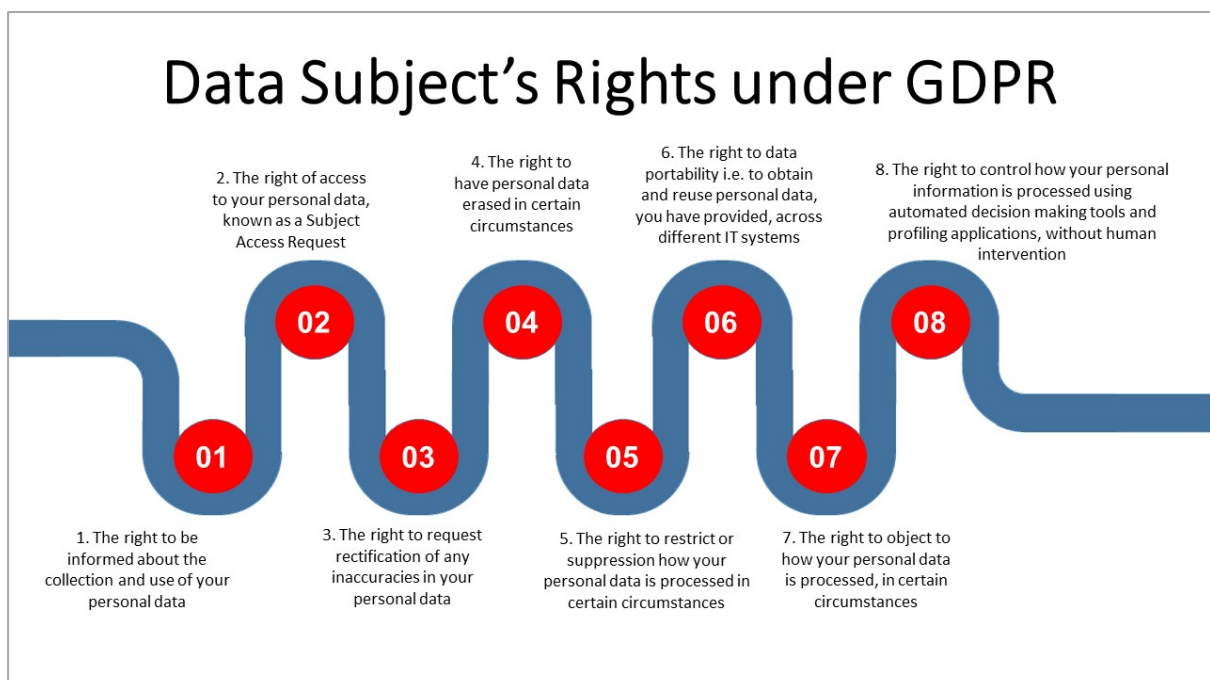 Data Subject's Rights under GDPR
2. The right of access
to your personal data,
known as a Subject
Access Request
4. The right to
have personal data
erased in certain
circumstances
6. The right to data
portability i.e. to obtain
and reuse personal data,
you have provided, across
different IT systems
8. The right to control how your personal
information is processed using
automated decision making tools and
profiling applications, without human
intervention
02
04
06
08
01
03
05
07
1. The right to be
informed about the
collection and use of your
personal data
3. The right to request
rectification of any
inaccuracies in your
personal data
5. The right to restrict or
suppression how your
personal data is processed in
certain circumstances
7. The right to object to
how your personal data
is processed, in certain
circumstances